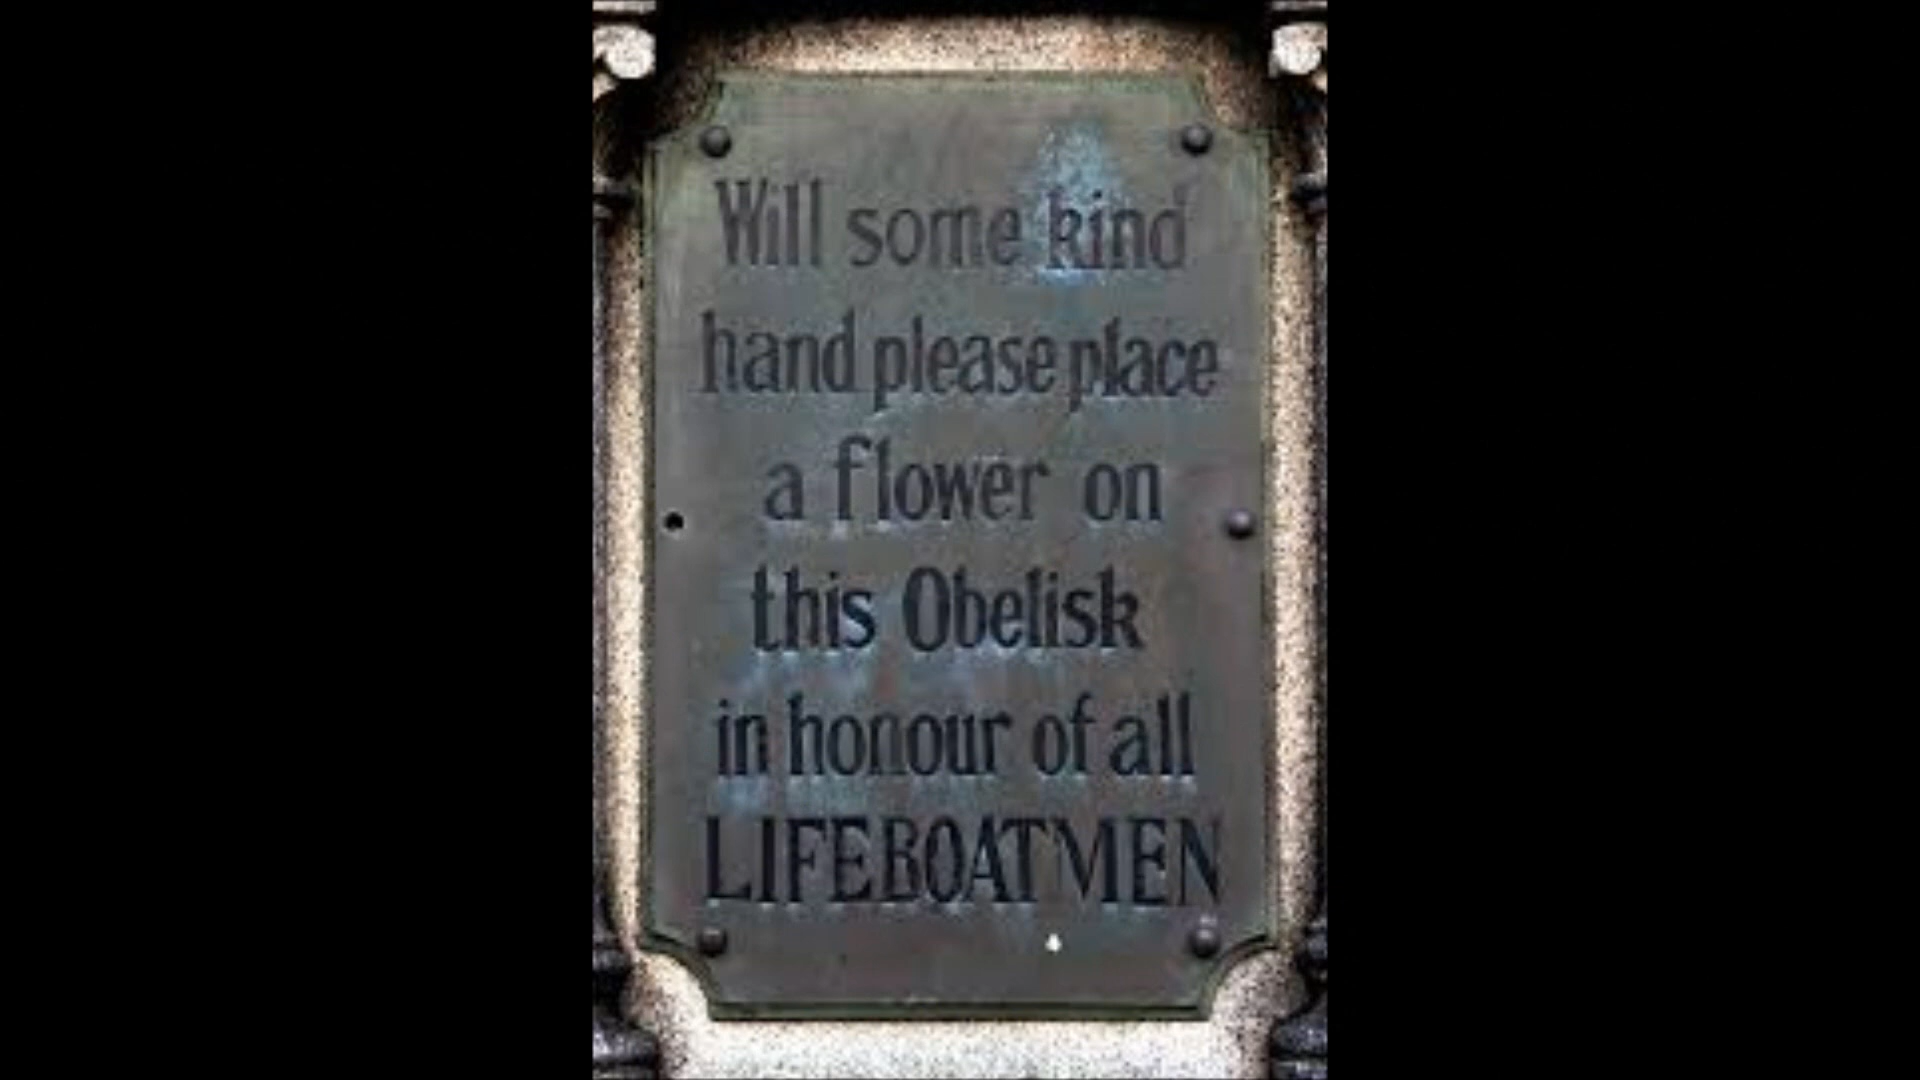 Will some kind
hand please place
a flower on
this Obelisk
in honour of all
LIFEBOATMEN